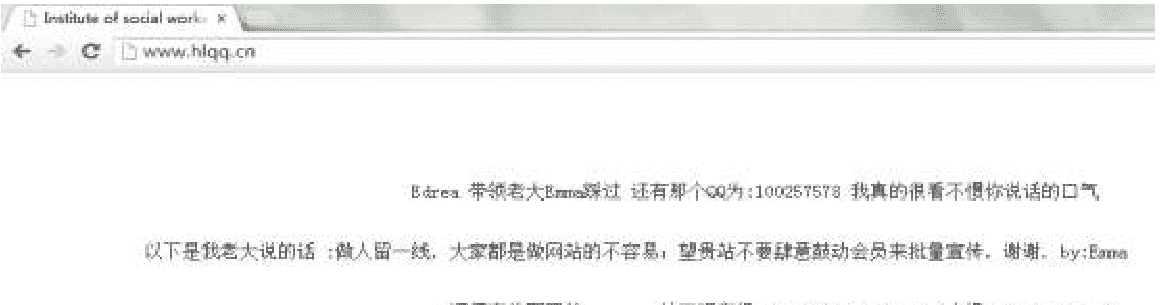 Institute of social work
www.hlqq.cn
Edrea 带领老大Emma踩过 还有那个QQ为:100257578 我真的很看不惯你说话的口气
以下是我老大说的话 :做人留一线，大家都是做网站的不容易，望贵站不要肆意鼓动会员来批量宣传。谢谢。by:Emma